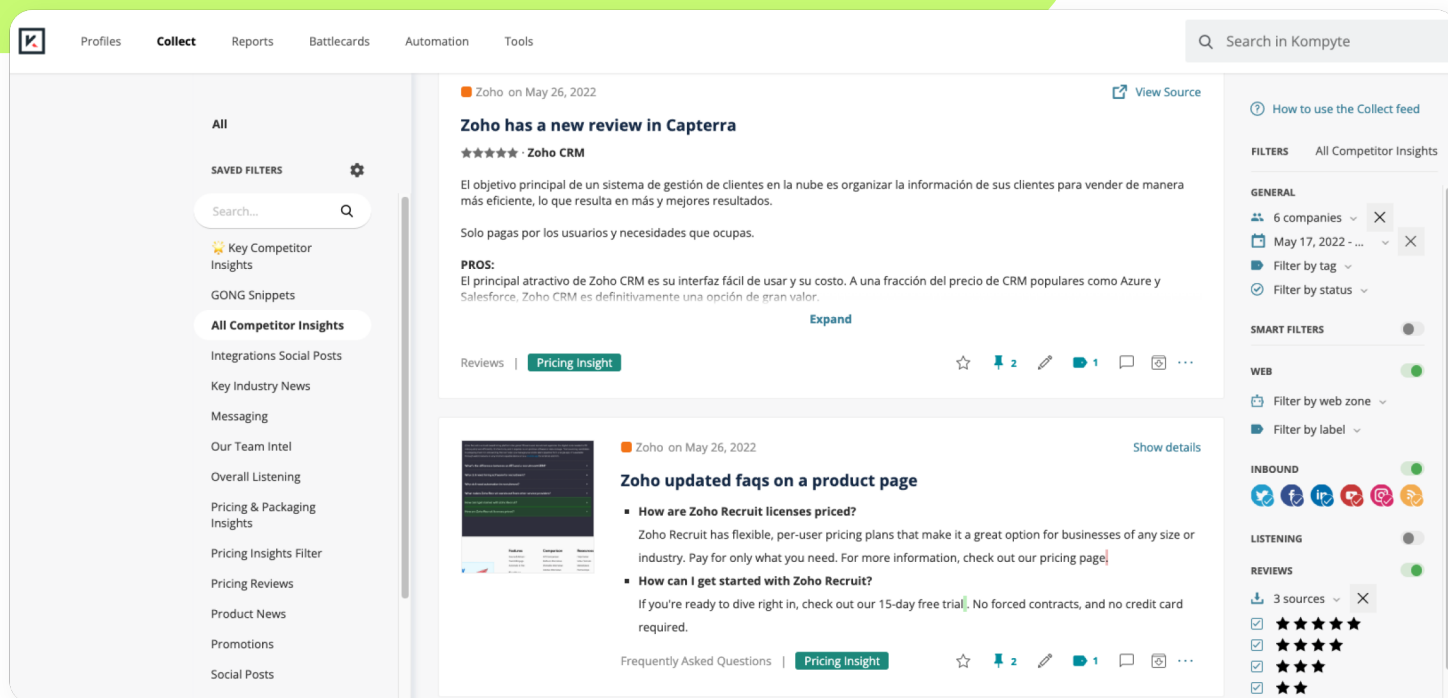 Profiles
Collect
Reports
Battlecards
Automation
Tools
Search in Kompyte
All
SAVED FILTERS
Search...
Key Competitor
Insights
GONG Snippets
All Competitor Insights
Integrations Social Posts
Key Industry News
Messaging
Our Team Intel
Overall Listening
Pricing & Packaging
Insights
Pricing Insights Filter
Pricing Reviews
Product News
Promotions
Social Posts
Zoho on May 26, 2022
View Source
Zoho has a new review in Capterra
· Zoho CRM
El objetivo principal de un sistema de gestión de clientes en la nube es organizar la información de sus clientes para vender de manera
más eficiente, lo que resulta en más y mejores resultados.
Solo pagas por los usuarios y necesidades que ocupas.
PROS:
El principal atractivo de Zoho CRM es su interfaz fácil de usar y su costo. A una fracción del precio de CRM populares como Azure y
Salesforce, Zoho CRM es definitivamente una opción de gran valor.
Expand
Reviews | Pricing Insight
2
1
Zoho on May 26, 2022
Show details
Zoho updated faqs on a product page
How are Zoho Recruit licenses priced?
Zoho Recruit has flexible, per-user pricing plans that make it a great option for businesses of any size or
industry. Pay for only what you need. For more information, check out our pricing page.
How can I get started with Zoho Recruit?
If you're ready to dive right in, check out our 15-day free trial . No forced contracts, and no credit card
required.
Frequently Asked Questions | Pricing Insight
2
1
How to use the Collect feed
FILTERS
All Competitor Insights
GENERAL
6 companies
May 17, 2022 - ...
Filter by tag
Filter by status
SMART FILTERS
WEB
Filter by web zone
Filter by label
INBOUND
LISTENING
REVIEWS
3 sources